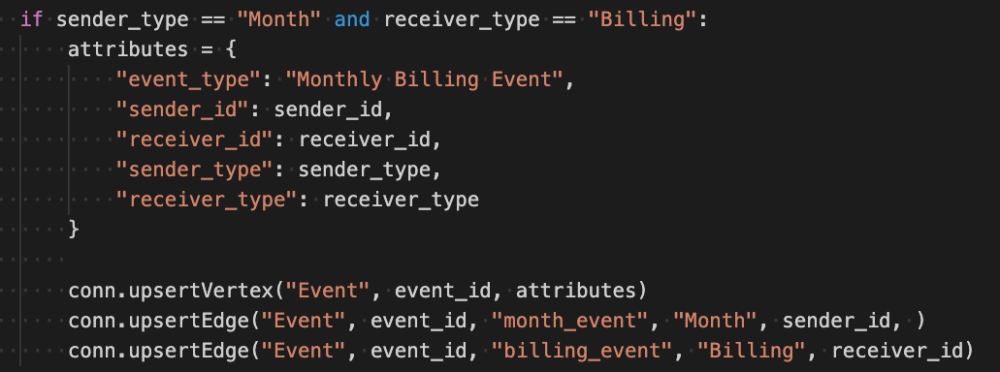 if sender_type == "Month" and receiver_type == "Billing":
attributes = {
"event_type": "Monthly Billing Event",
"sender_id": sender_id,
"receiver_id": receiver_id,
"sender_type": sender_type,
"receiver_type": receiver_type
}
conn.upsertVertex("Event", event_id, attributes)
conn.upsertEdge("Event", event_id, "month_event", "Month", sender_id, )
conn.upsertEdge("Event", event_id, "billing_event", "Billing", receiver_id)